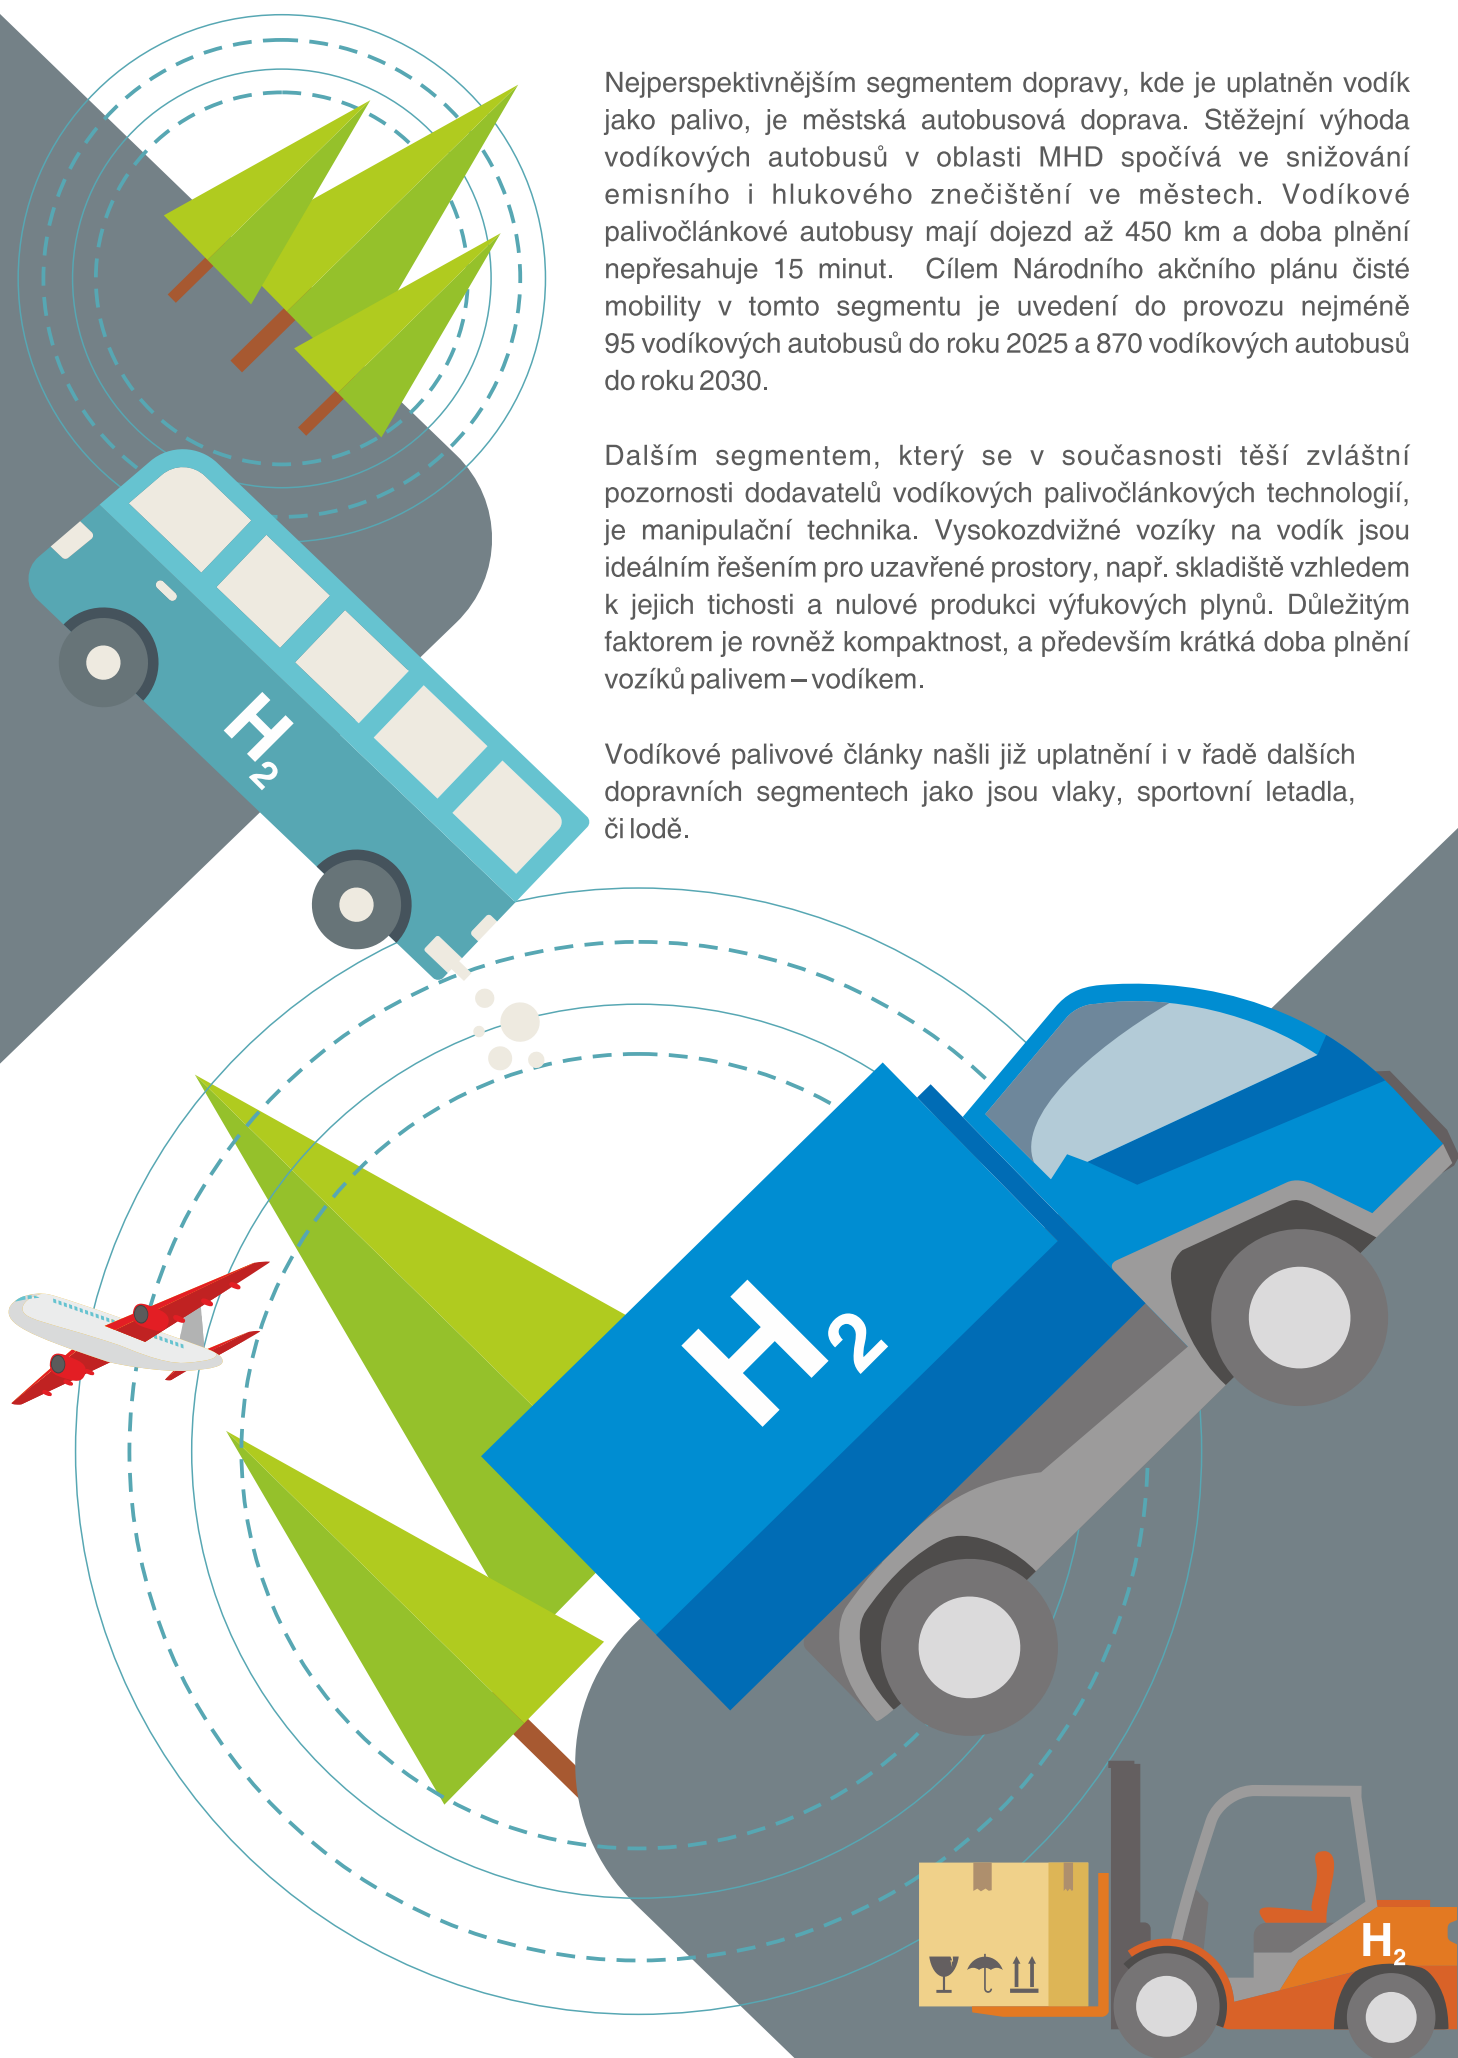 Nejperspektivnějším segmentem dopravy, kde je uplatněn vodík
jako palivo, je městská autobusová doprava. Stěžejní výhoda
vodíkových autobusů v oblasti MHD spočívá ve snižování
emisního i hlukového znečištění ve městech. Vodíkové
palivočlánkové autobusy mají dojezd až 450 km a doba plnění
nepřesahuje 15 minut. Cílem Národního akčního plánu čisté
mobility v tomto segmentu je uvedení do provozu nejméně
95 vodíkových autobusů do roku 2025 a 870 vodíkových autobusů
do roku 2030.
Dalším segmentem, který se v současnosti těší zvláštní
pozornosti dodavatelů vodíkových palivočlánkových technologií,
je manipulační technika. Vysokozdvižné vozíky na vodík jsou
ideálním řešením pro uzavřené prostory, např. skladiště vzhledem
k jejich tichosti a nulové produkci výfukových plynů. Důležitým
faktorem je rovněž kompaktnost, a především krátká doba plnění
vozíků palivem – vodíkem.
Vodíkové palivové články našli již uplatnění i v řadě dalších
dopravních segmentech jako jsou vlaky, sportovní letadla,
či lodě.
H2
H2
H2